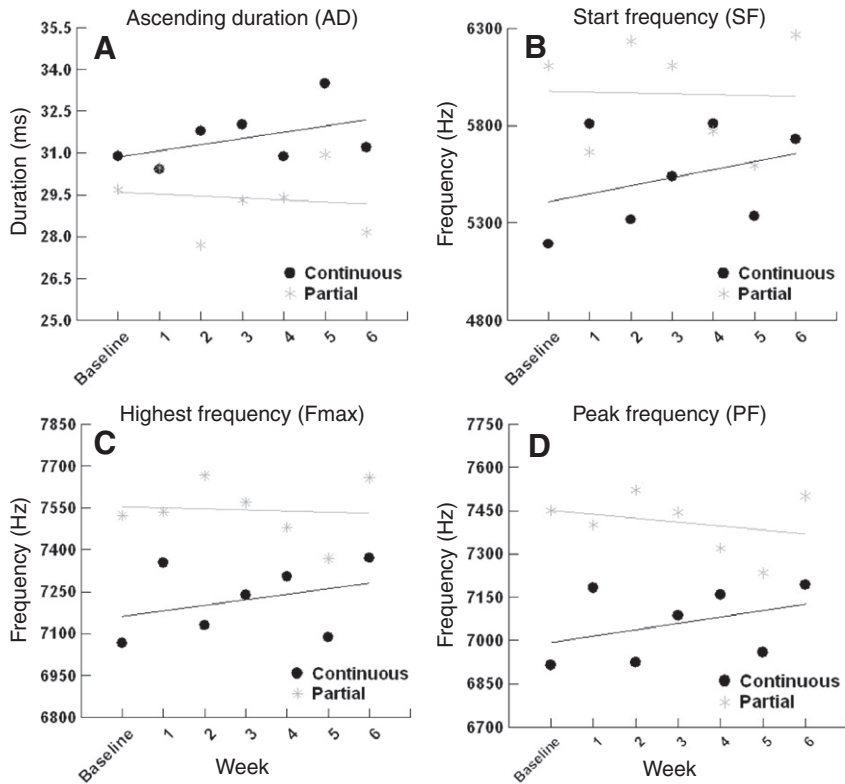 Ascending duration (AD)
A
Duration (ms)
35.5
34.0
32.5
31.0
29.5
28.0
26.5
25.0
Continuous
Partial
Baseline 1 2 3 4 5 6
Start frequency (SF)
B
Frequency (Hz)
6300
5800
5300
4800
Continuous
Partial
Baseline 1 2 3 4 5 6
Highest frequency (Fmax)
C
Frequency (Hz)
7850
7700
7550
7400
7250
7100
6950
6800
Continuous
Partial
Baseline 1 2 3 4 5 6
Week
Peak frequency (PF)
D
Frequency (Hz)
7750
7600
7450
7300
7150
7000
6850
6700
Continuous
Partial
Baseline 1 2 3 4 5 6
Week